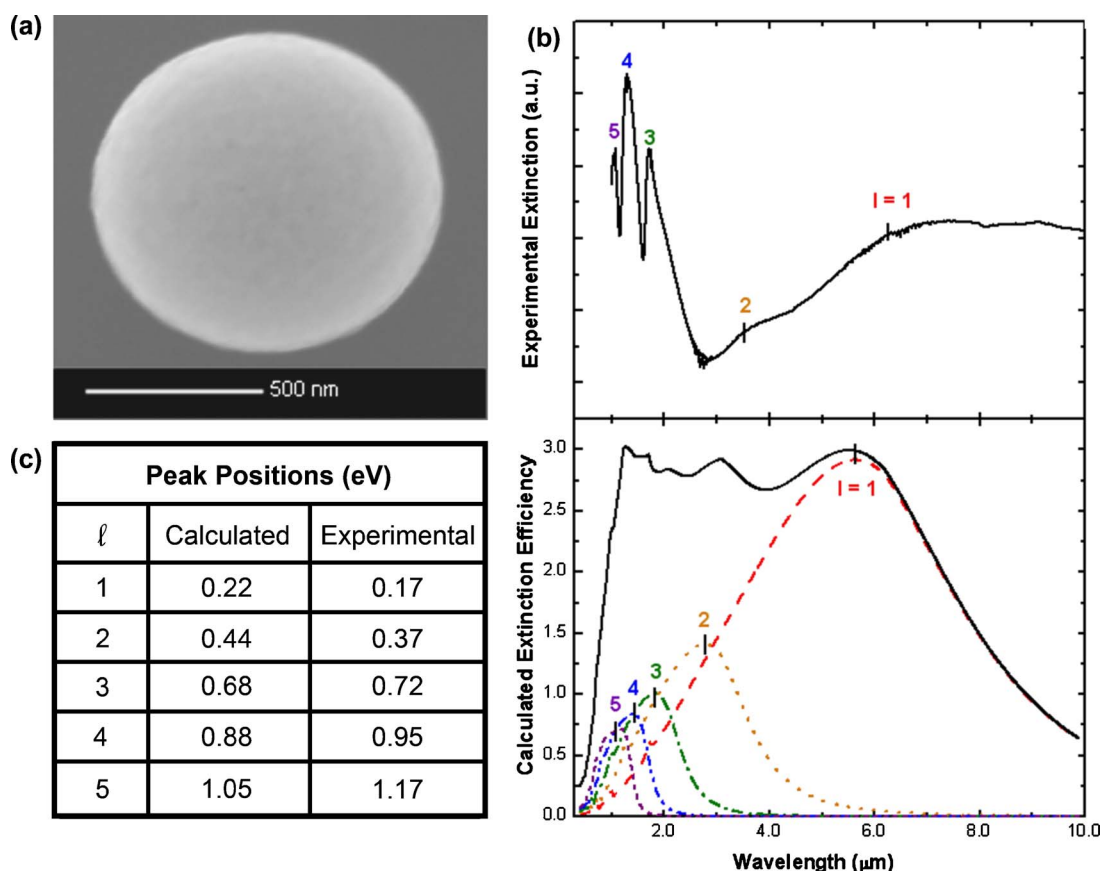 (a)
500 nm
(b)
Experimental Extinction (a.u.)
5
4
3
2
l = 1
Calculated Extinction Efficiency
3.0
2.5
2.0
1.5
1.0
0.5
0.0
5
4
3
2
l = 1
2.0 4.0 6.0 8.0 10.0
Wavelength (μm)
(c)
Peak Positions (eV)
ℓ Calculated Experimental
1 0.22 0.17
2 0.44 0.37
3 0.68 0.72
4 0.88 0.95
5 1.05 1.17